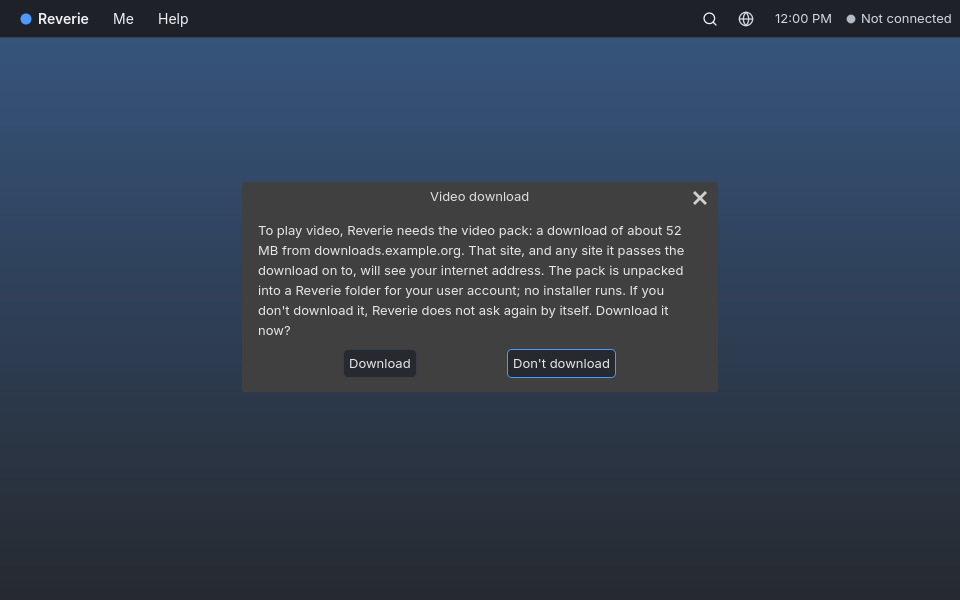 Reverie Me Help 12:00 PM Not connected
Video download
To play video, Reverie needs the video pack: a download of about 52
MB from downloads.example.org. That site, and any site it passes the
download on to, will see your internet address. The pack is unpacked
into a Reverie folder for your user account; no installer runs. If you
don't download it, Reverie does not ask again by itself. Download it
now?
Download Don't download